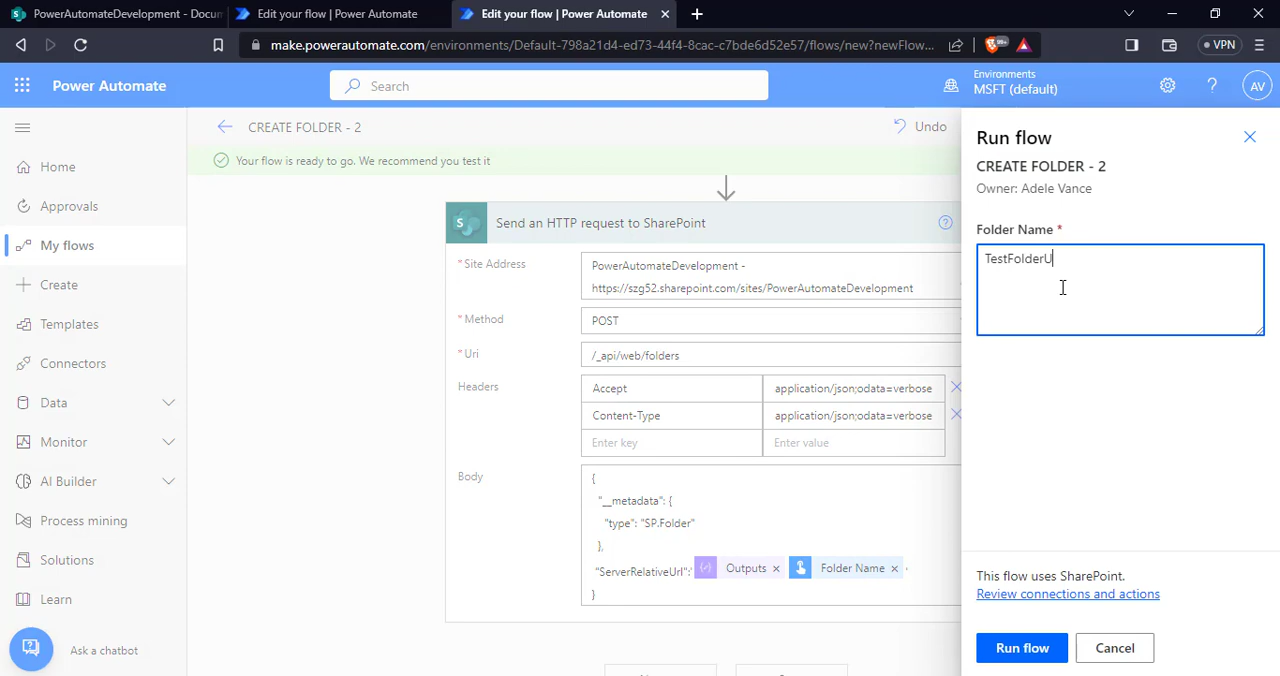 PowerAutomateDevelopment - Docum
Edit your flow | Power Automate
Edit your flow | Power Automate
make.powerautomate.com/environments/Default-798a21d4-ed73-44f4-8cac-c7bde6d52e57/flows/new?newFlow...
99+
VPN
Power Automate
Search
Environments
MSFT (default)
AV
Home
Approvals
My flows
Create
Templates
Connectors
Data
Monitor
AI Builder
Process mining
Solutions
Learn
Ask a chatbot
CREATE FOLDER - 2
Undo
Your flow is ready to go. We recommend you test it
S
Send an HTTP request to SharePoint
* Site Address
PowerAutomateDevelopment -
https://szg52.sharepoint.com/sites/PowerAutomateDevelopment
* Method
POST
* Uri
/_api/web/folders
Headers
Accept
application/json;odata=verbose
Content-Type
application/json;odata=verbose
Enter key
Enter value
Body
{
"__metadata": {
"type": "SP.Folder"
},
"ServerRelativeUrl":' Outputs Folder Name '
}
Run flow
CREATE FOLDER - 2
Owner: Adele Vance
Folder Name *
TestFolderU
This flow uses SharePoint.
Review connections and actions
Run flow
Cancel